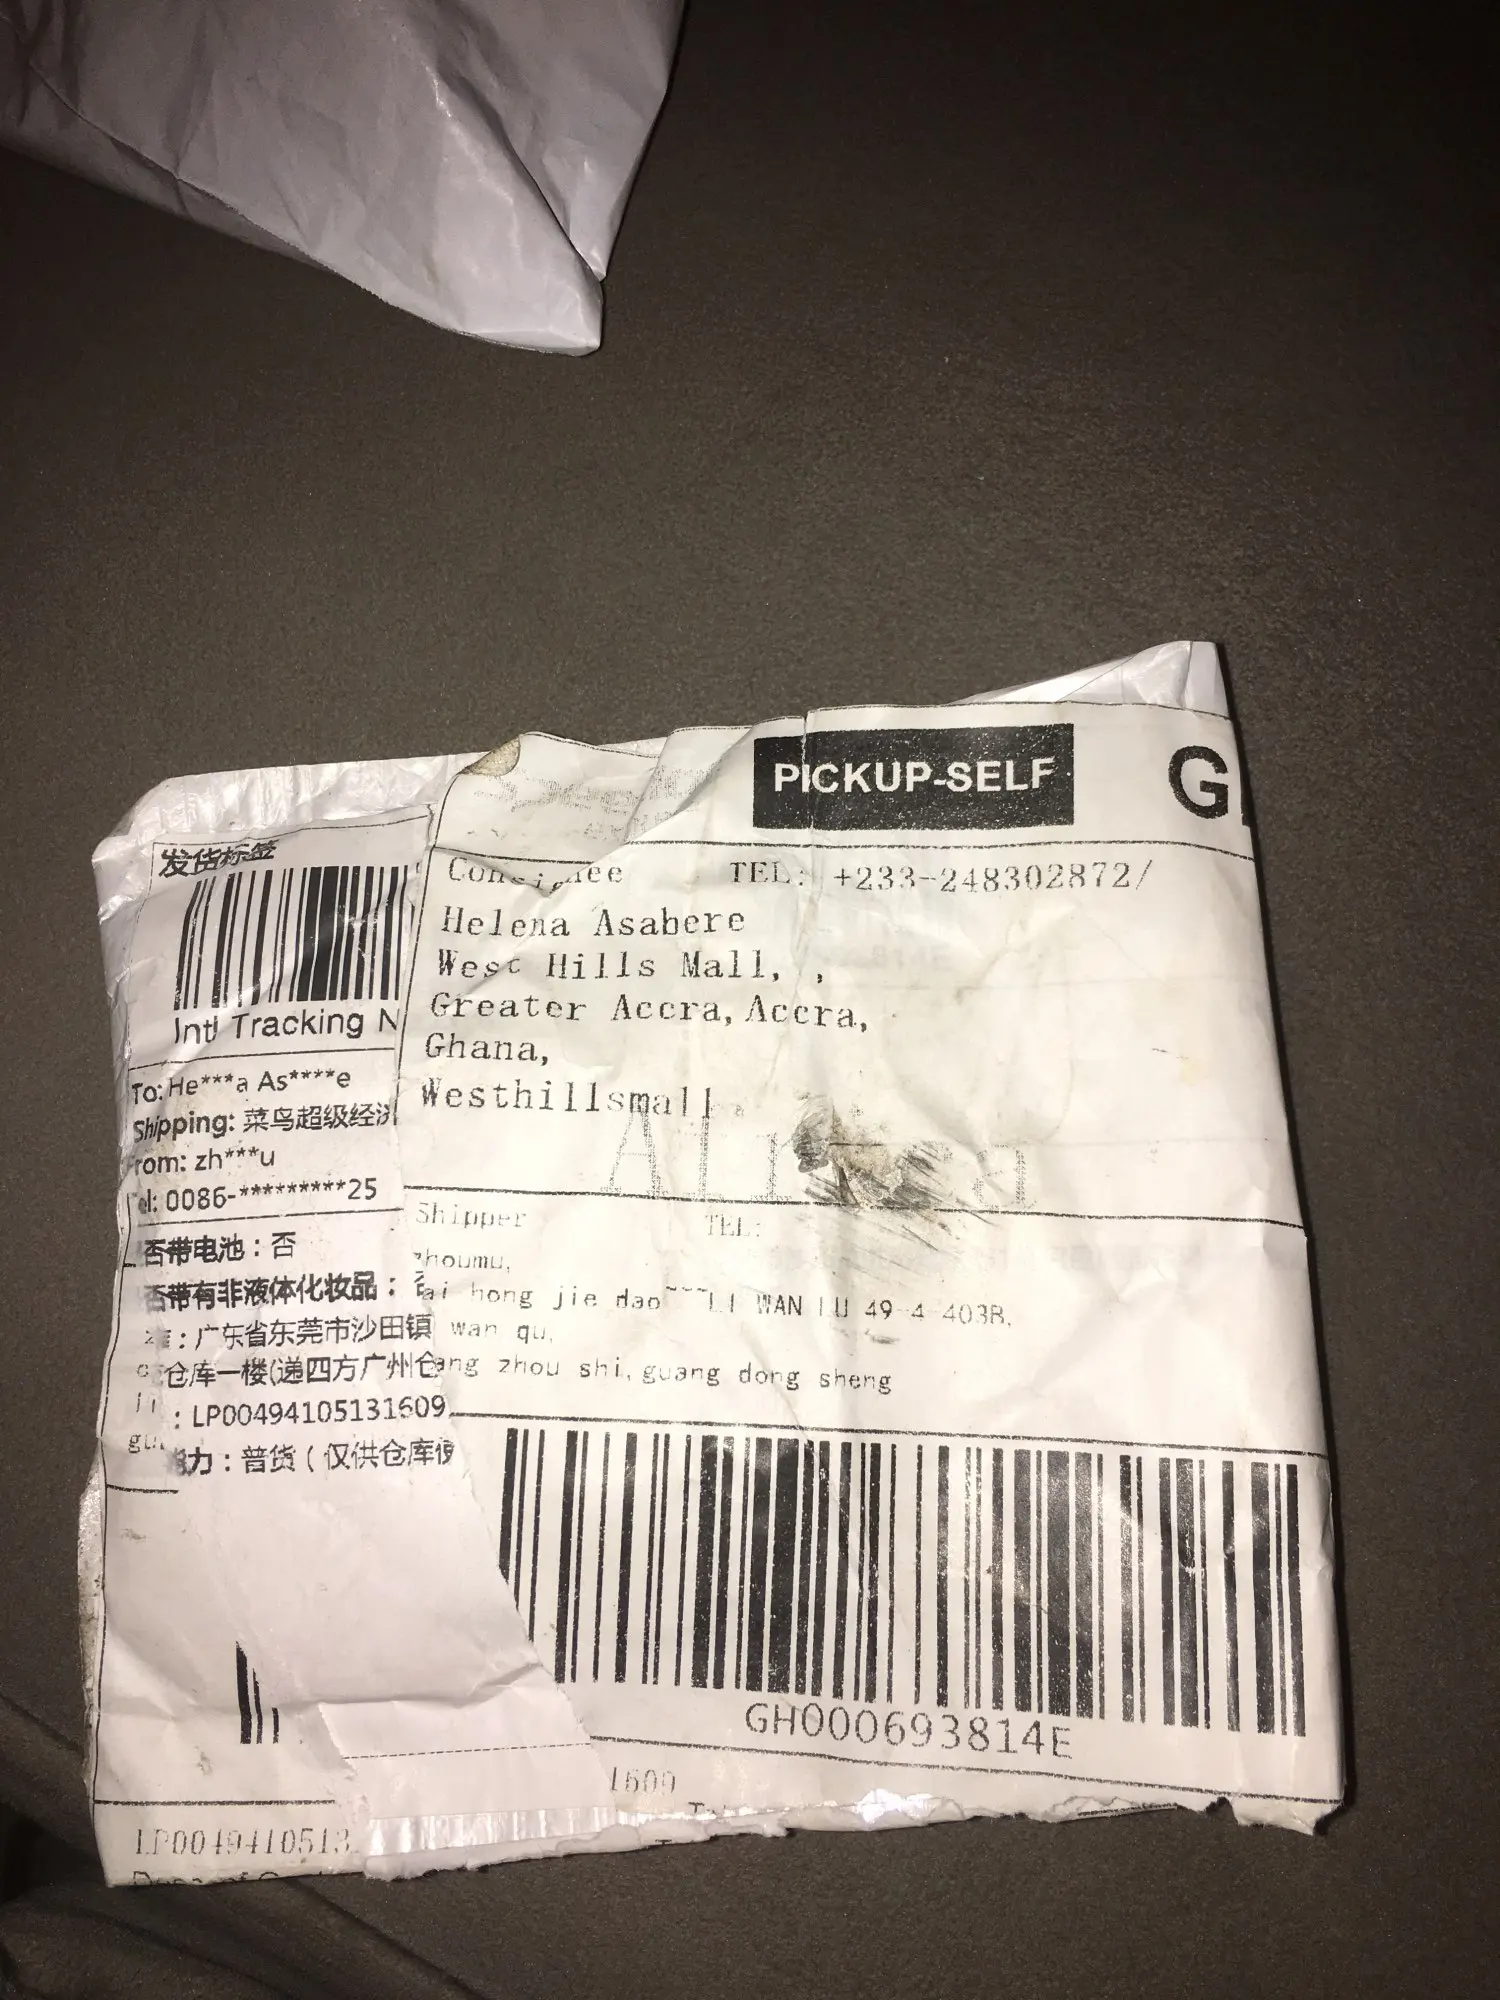 PICKUP-SELF
G
Consignee TEL: +233-248302872/
Helena Asabere
West Hills Mall, ,
Greater Accra, Accra,
Ghana,
Westhillsmall
Shipper TEL:
zhoumu,
ai hong jie dao~~~LI WAN LU 49-4-403B,
wan qu,
ang zhou shi, guang dong sheng
GH000693814E
1609
发货标签
Intl Tracking N
To: He***a As****e
Shipping: 菜鸟超级经济
From: zh***u
Tel: 0086-*********25
否带电池：否
否带有非液体化妆品：否
：广东省东莞市沙田镇
仓库一楼(递四方广州仓
：LP00494105131609
力：普货（仅供仓库使
LP0049410513